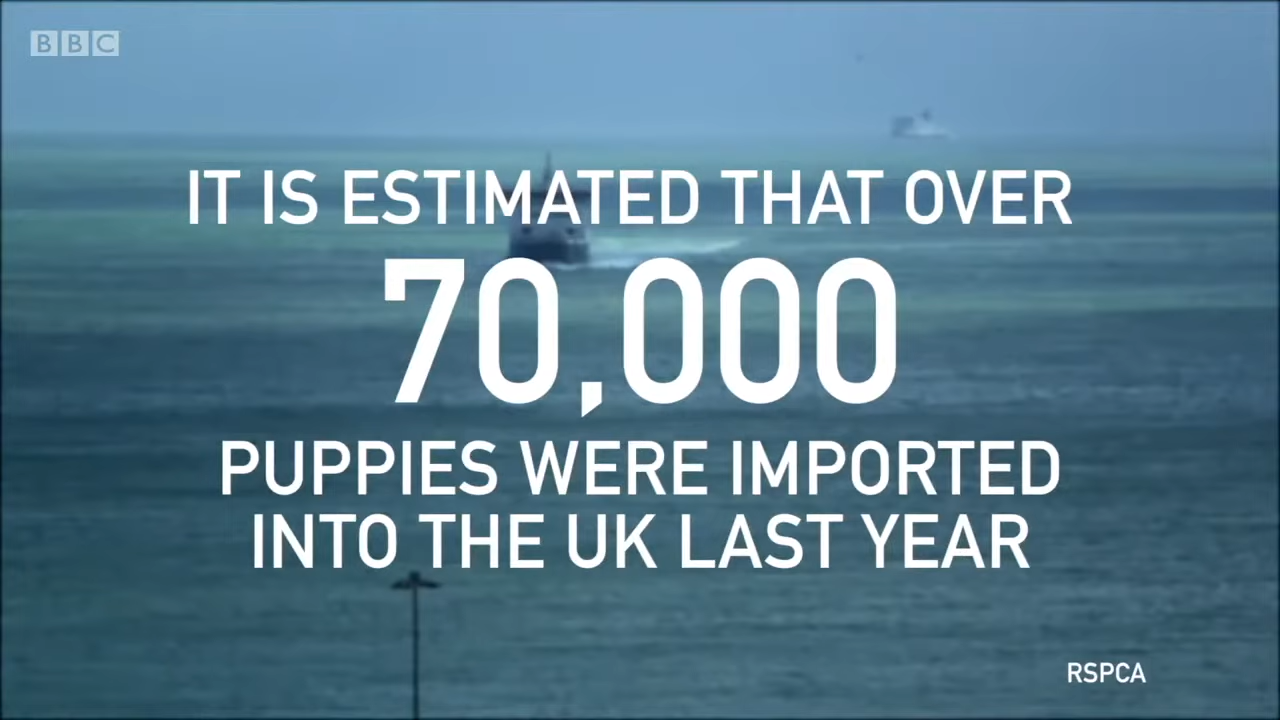 BBC
IT IS ESTIMATED THAT OVER
70,000
PUPPIES WERE IMPORTED
INTO THE UK LAST YEAR
RSPCA